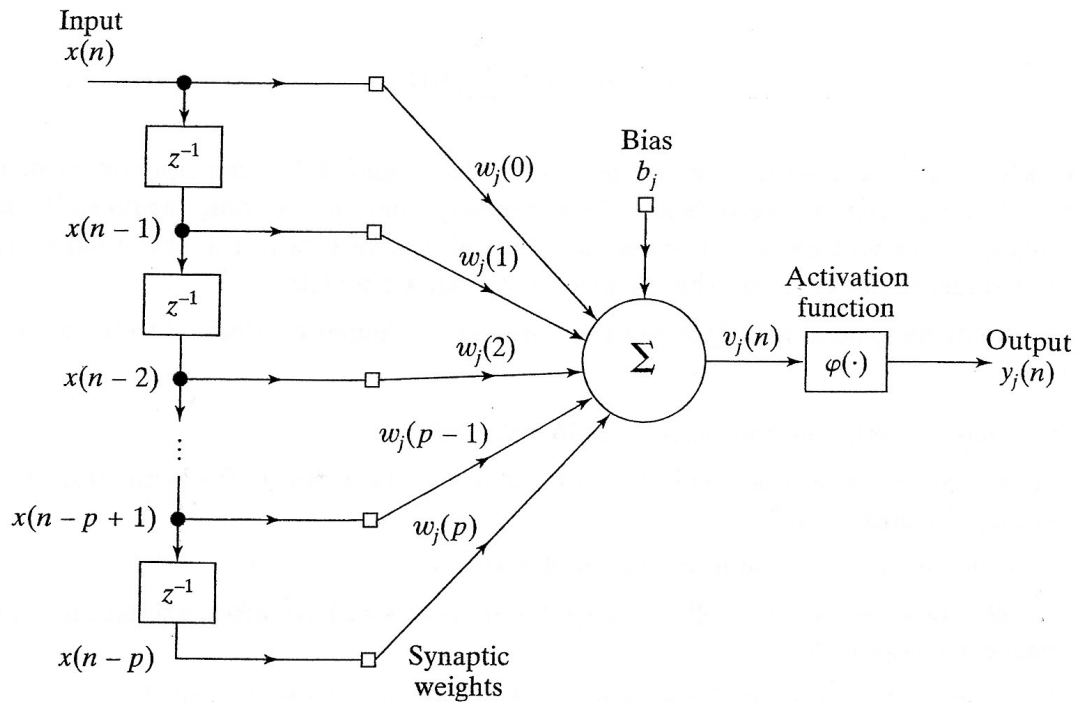 Input
x(n)
z⁻¹
x(n – 1)
z⁻¹
x(n – 2)
⋮
x(n – p + 1)
z⁻¹
x(n – p)
w_j(0)
w_j(1)
w_j(2)
w_j(p – 1)
w_j(p)
Synaptic
weights
Bias
b_j
Σ
v_j(n)
Activation
function
φ(·)
Output
y_j(n)